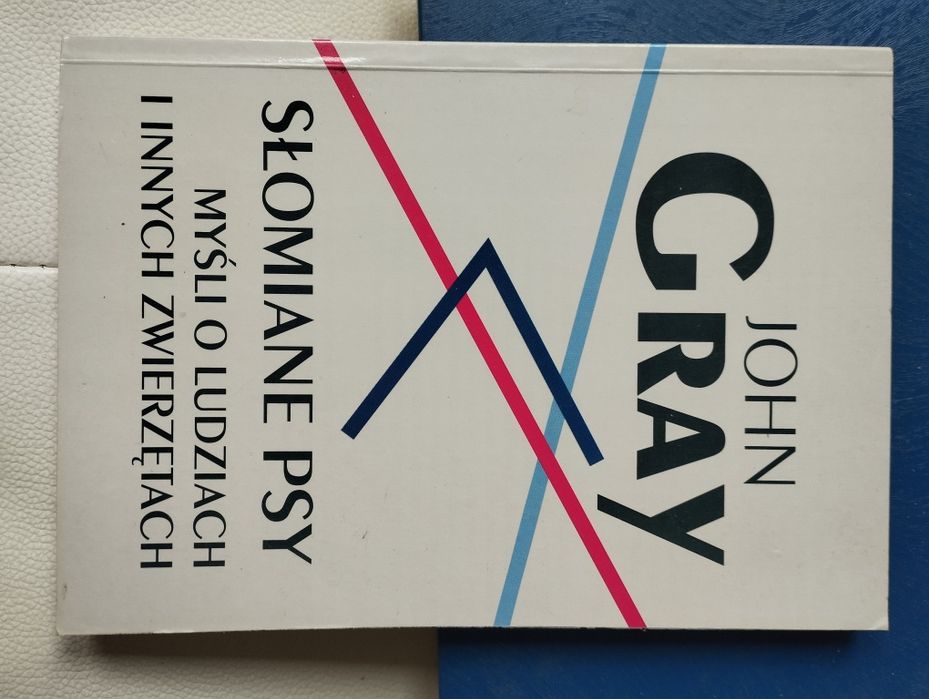 JOHN
GRAY
SŁOMIANE PSY
MYŚLI O LUDZIACH
I INNYCH ZWIERZĘTACH